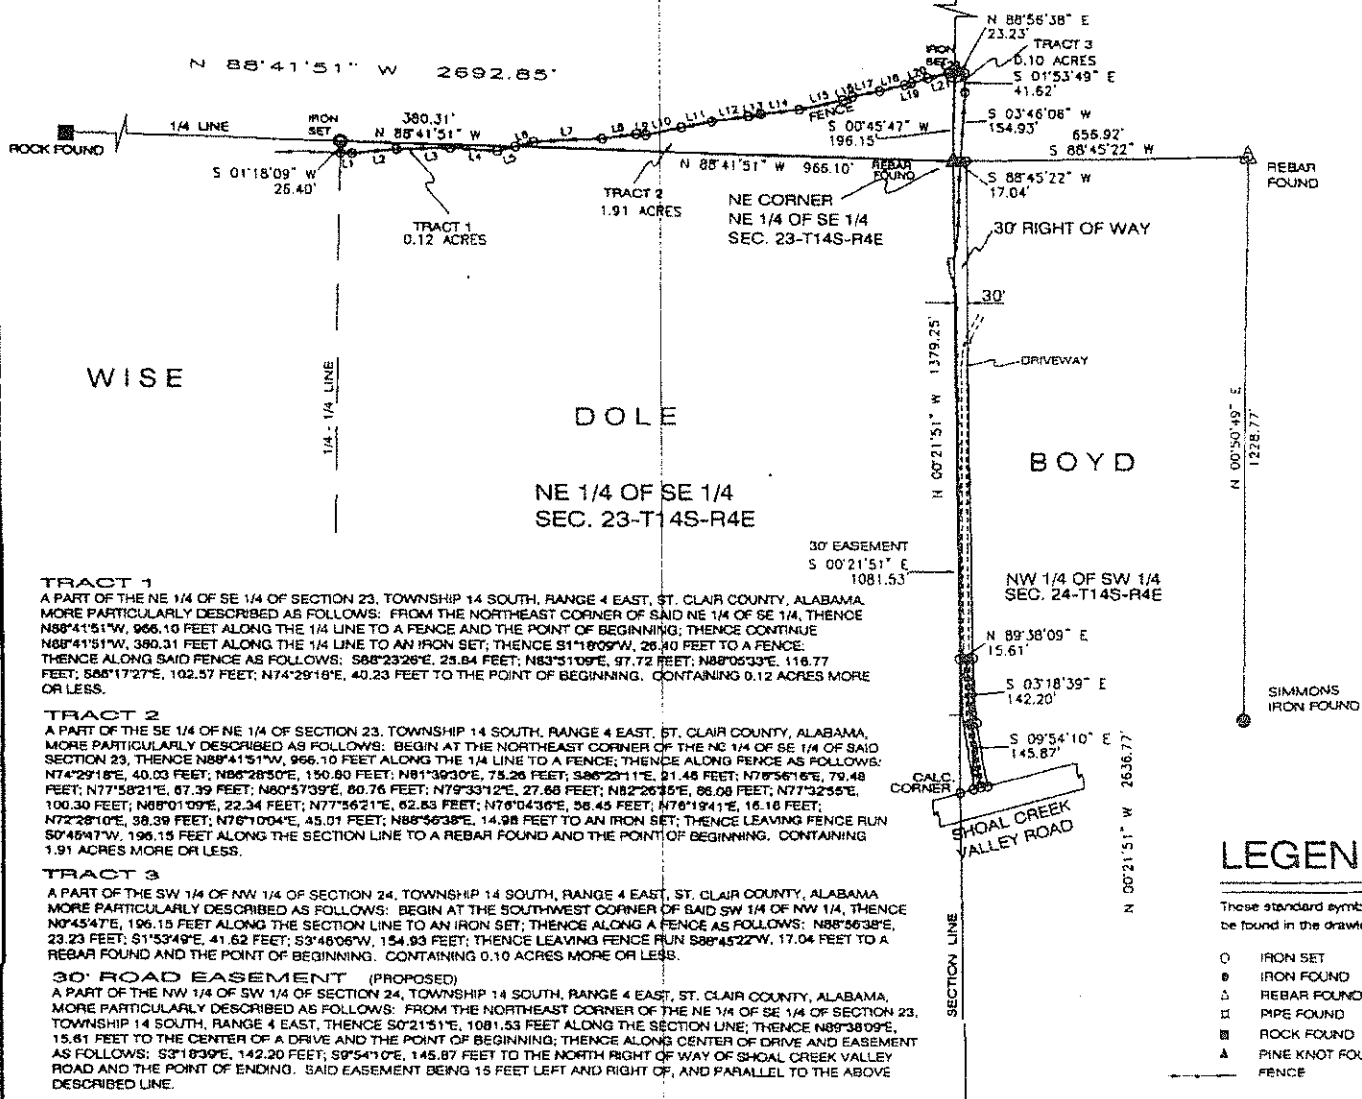 N 88°41'51" W 2692.85'
N 88°56'38" E
23.23'
TRACT 3
0.10 ACRES
S 01°53'49" E
41.62'
IRON
SET
S 03°46'06" W
154.93'
656.92'
S 88°45'22" W
REBAR
FOUND
S 88°45'22" W
17.04'
ROCK FOUND
1/4 LINE
IRON
SET
380.31'
N 88°41'51" W
L1 L2 L3 L4 L5 L6 L7 L8 L9 L10 L11 L12 L13 L14 L15 L16 L17 L18 L19 L20 L21
FENCE
S 00°45'47" W
196.15'
S 01°18'09" W
26.40'
N 88°41'51" W 966.10'
REBAR
FOUND
TRACT 1
0.12 ACRES
TRACT 2
1.91 ACRES
NE CORNER
NE 1/4 OF SE 1/4
SEC. 23-T14S-R4E
30' RIGHT OF WAY
30'
DRIVEWAY
N 00°21'51" W 1379.25'
1/4 - 1/4 LINE
WISE
DOLE
BOYD
N 00°50'49" E
1228.77'
NE 1/4 OF SE 1/4
SEC. 23-T14S-R4E
30' EASEMENT
S 00°21'51" E
1081.53'
NW 1/4 OF SW 1/4
SEC. 24-T14S-R4E
N 89°38'09" E
15.61'
S 03°18'39" E
142.20'
S 09°54'10" E
145.87'
SIMMONS
IRON FOUND
CALC.
CORNER
SHOAL CREEK
VALLEY ROAD
N 00°21'51" W 2636.77'
SECTION LINE
TRACT 1
A PART OF THE NE 1/4 OF SE 1/4 OF SECTION 23, TOWNSHIP 14 SOUTH, RANGE 4 EAST, ST. CLAIR COUNTY, ALABAMA
MORE PARTICULARLY DESCRIBED AS FOLLOWS: FROM THE NORTHEAST CORNER OF SAID NE 1/4 OF SE 1/4, THENCE
N88°41'51"W, 966.10 FEET ALONG THE 1/4 LINE TO A FENCE AND THE POINT OF BEGINNING; THENCE CONTINUE
N88°41'51"W, 380.31 FEET ALONG THE 1/4 LINE TO AN IRON SET; THENCE S1°18'09"W, 26.40 FEET TO A FENCE;
THENCE ALONG SAID FENCE AS FOLLOWS: S88°23'26"E, 25.84 FEET; N83°51'09"E, 97.72 FEET; N88°05'33"E, 116.77
FEET; S88°17'27"E, 102.57 FEET; N74°29'18"E, 40.23 FEET TO THE POINT OF BEGINNING. CONTAINING 0.12 ACRES MORE
OR LESS.
TRACT 2
A PART OF THE SE 1/4 OF NE 1/4 OF SECTION 23, TOWNSHIP 14 SOUTH, RANGE 4 EAST, ST. CLAIR COUNTY, ALABAMA,
MORE PARTICULARLY DESCRIBED AS FOLLOWS: BEGIN AT THE NORTHEAST CORNER OF THE NE 1/4 OF SE 1/4 OF SAID
SECTION 23, THENCE N88°41'51"W, 966.10 FEET ALONG THE 1/4 LINE TO A FENCE; THENCE ALONG FENCE AS FOLLOWS:
N74°29'18"E, 40.03 FEET; N86°28'50"E, 150.80 FEET; N81°39'30"E, 75.26 FEET; S86°23'11"E, 21.46 FEET; N78°56'16"E, 79.48
FEET; N77°58'21"E, 67.39 FEET; N80°57'39"E, 80.76 FEET; N79°33'12"E, 27.68 FEET; N82°26'35"E, 86.08 FEET; N77°32'55"E,
100.30 FEET; N68°01'09"E, 22.34 FEET; N77°56'21"E, 62.83 FEET; N76°04'36"E, 58.45 FEET; N76°19'41"E, 16.16 FEET;
N72°28'10"E, 38.39 FEET; N76°10'04"E, 45.01 FEET; N88°56'38"E, 14.98 FEET TO AN IRON SET; THENCE LEAVING FENCE RUN
S0°45'47"W, 196.15 FEET ALONG THE SECTION LINE TO A REBAR FOUND AND THE POINT OF BEGINNING. CONTAINING
1.91 ACRES MORE OR LESS.
TRACT 3
A PART OF THE SW 1/4 OF NW 1/4 OF SECTION 24, TOWNSHIP 14 SOUTH, RANGE 4 EAST, ST. CLAIR COUNTY, ALABAMA
MORE PARTICULARLY DESCRIBED AS FOLLOWS: BEGIN AT THE SOUTHWEST CORNER OF SAID SW 1/4 OF NW 1/4, THENCE
N0°45'47"E, 196.15 FEET ALONG THE SECTION LINE TO AN IRON SET; THENCE ALONG A FENCE AS FOLLOWS: N88°56'38"E,
23.23 FEET; S1°53'49"E, 41.62 FEET; S3°46'06"W, 154.93 FEET; THENCE LEAVING FENCE RUN S88°45'22"W, 17.04 FEET TO A
REBAR FOUND AND THE POINT OF BEGINNING. CONTAINING 0.10 ACRES MORE OR LESS.
30' ROAD EASEMENT (PROPOSED)
A PART OF THE NW 1/4 OF SW 1/4 OF SECTION 24, TOWNSHIP 14 SOUTH, RANGE 4 EAST, ST. CLAIR COUNTY, ALABAMA,
MORE PARTICULARLY DESCRIBED AS FOLLOWS: FROM THE NORTHEAST CORNER OF THE NE 1/4 OF SE 1/4 OF SECTION 23,
TOWNSHIP 14 SOUTH, RANGE 4 EAST, THENCE S0°21'51"E, 1081.53 FEET ALONG THE SECTION LINE; THENCE N89°38'09"E,
15.61 FEET TO THE CENTER OF A DRIVE AND THE POINT OF BEGINNING; THENCE ALONG CENTER OF DRIVE AND EASEMENT
AS FOLLOWS: S3°18'39"E, 142.20 FEET; S9°54'10"E, 145.87 FEET TO THE NORTH RIGHT OF WAY OF SHOAL CREEK VALLEY
ROAD AND THE POINT OF ENDING. SAID EASEMENT BEING 15 FEET LEFT AND RIGHT OF, AND PARALLEL TO THE ABOVE
DESCRIBED LINE.
LEGEN
These standard symb
be found in the drawi
IRON SET
IRON FOUND
REBAR FOUND
PIPE FOUND
ROCK FOUND
PINE KNOT FOU
FENCE